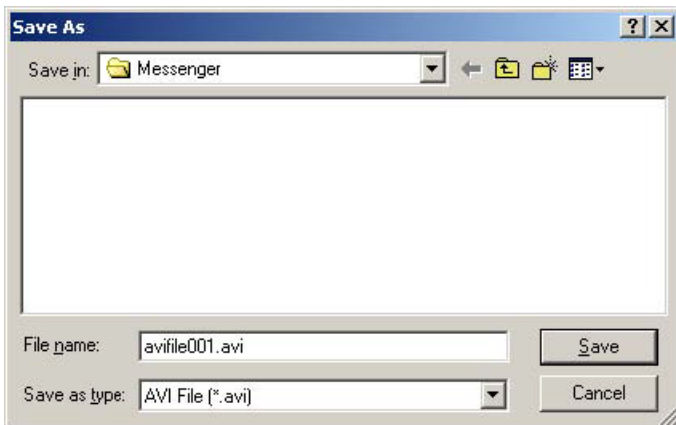 Save As
Save in: Messenger
File name: avifile001.avi Save
Save as type: AVI File (*.avi) Cancel